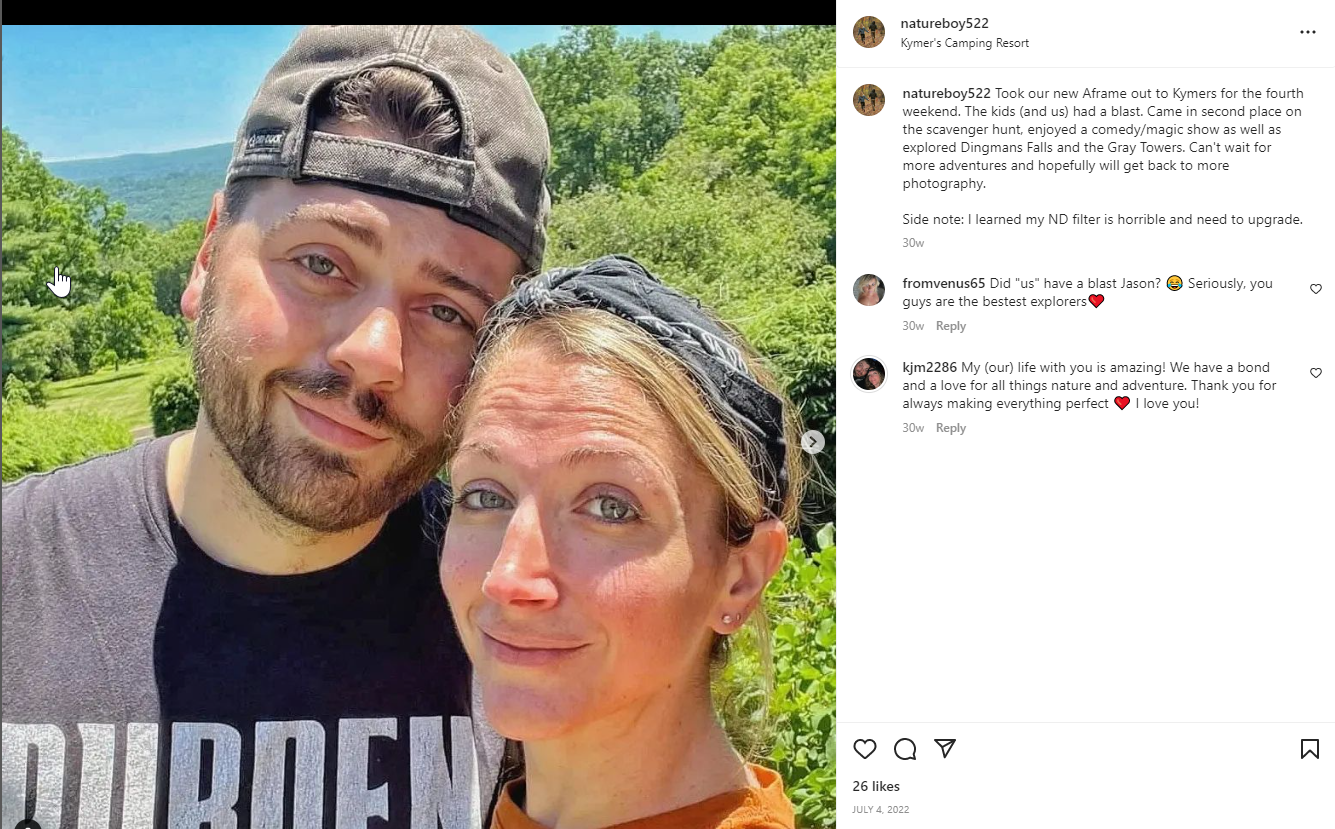 natureboy522
Kymer's Camping Resort
natureboy522 Took our new Aframe out to Kymers for the fourth
weekend. The kids (and us) had a blast. Came in second place on
the scavenger hunt, enjoyed a comedy/magic show as well as
explored Dingmans Falls and the Gray Towers. Can't wait for
more adventures and hopefully will get back to more
photography.
Side note: I learned my ND filter is horrible and need to upgrade.
30w
fromvenus65 Did "us" have a blast Jason? 😂 Seriously, you
guys are the bestest explorers❤️
30w Reply
kjm2286 My (our) life with you is amazing! We have a bond
and a love for all things nature and adventure. Thank you for
always making everything perfect ❤️ I love you!
30w Reply
26 likes
JULY 4, 2022
DURDEN